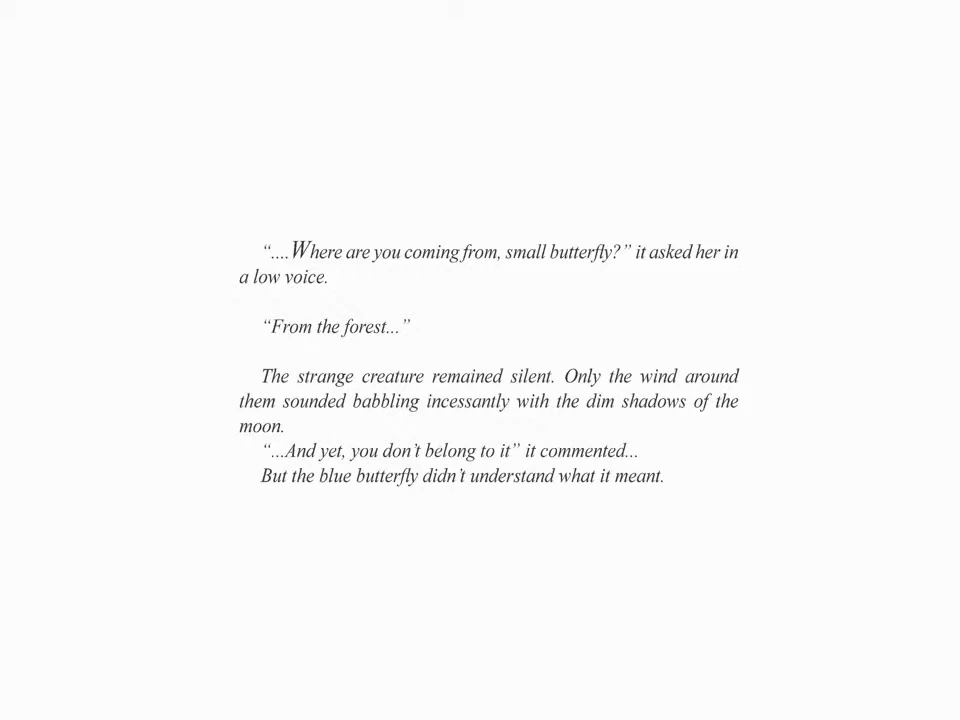 “....Where are you coming from, small butterfly?” it asked her in
a low voice.
“From the forest...”
The strange creature remained silent. Only the wind around
them sounded babbling incessantly with the dim shadows of the
moon.
“...And yet, you don’t belong to it” it commented...
But the blue butterfly didn’t understand what it meant.